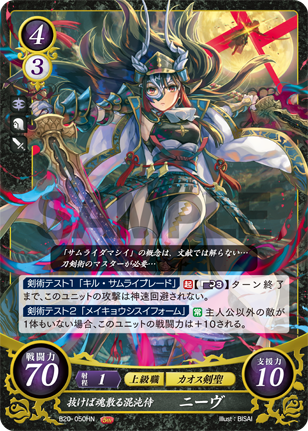 4
3
SAMPLE
「サムライダマシイ」の概念は、文献では解らない…
刀剣術のマスターが必要…
剣術テスト1「キル・サムライブレード」 起 【 3】ターン終了
まで、このユニットの攻撃は神速回避されない。
剣術テスト2「メイキョウシスイフォーム」 常 主人公以外の敵が
1体もいない場合、このユニットの戦闘力は+10される。
戦闘力
70
射程 1
上級職
カオス剣聖
支援力
10
抜けば魂散る混沌侍
ニーヴ
B20-050HN
Illust:BISAI